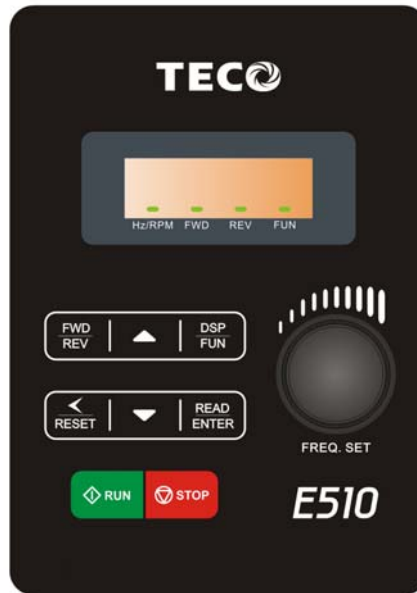 TECO
Hz/RPM FWD REV FUN
FWD
REV
DSP
FUN
<
RESET
READ
ENTER
RUN STOP
FREQ. SET
E510